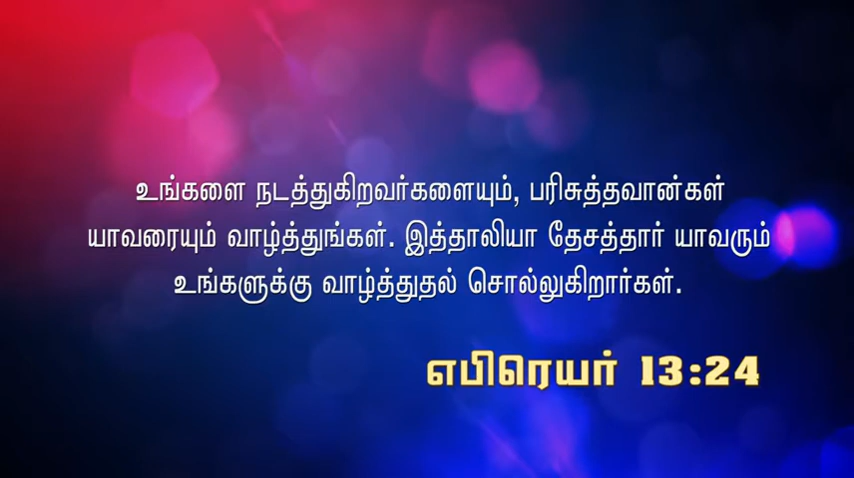 உங்களை நடத்துகிறவர்களையும், பரிசுத்தவான்கள்
யாவரையும் வாழ்த்துங்கள். இத்தாலியா தேசத்தார் யாவரும்
உங்களுக்கு வாழ்த்துதல் சொல்லுகிறார்கள்.
எபிரெயர் 13:24